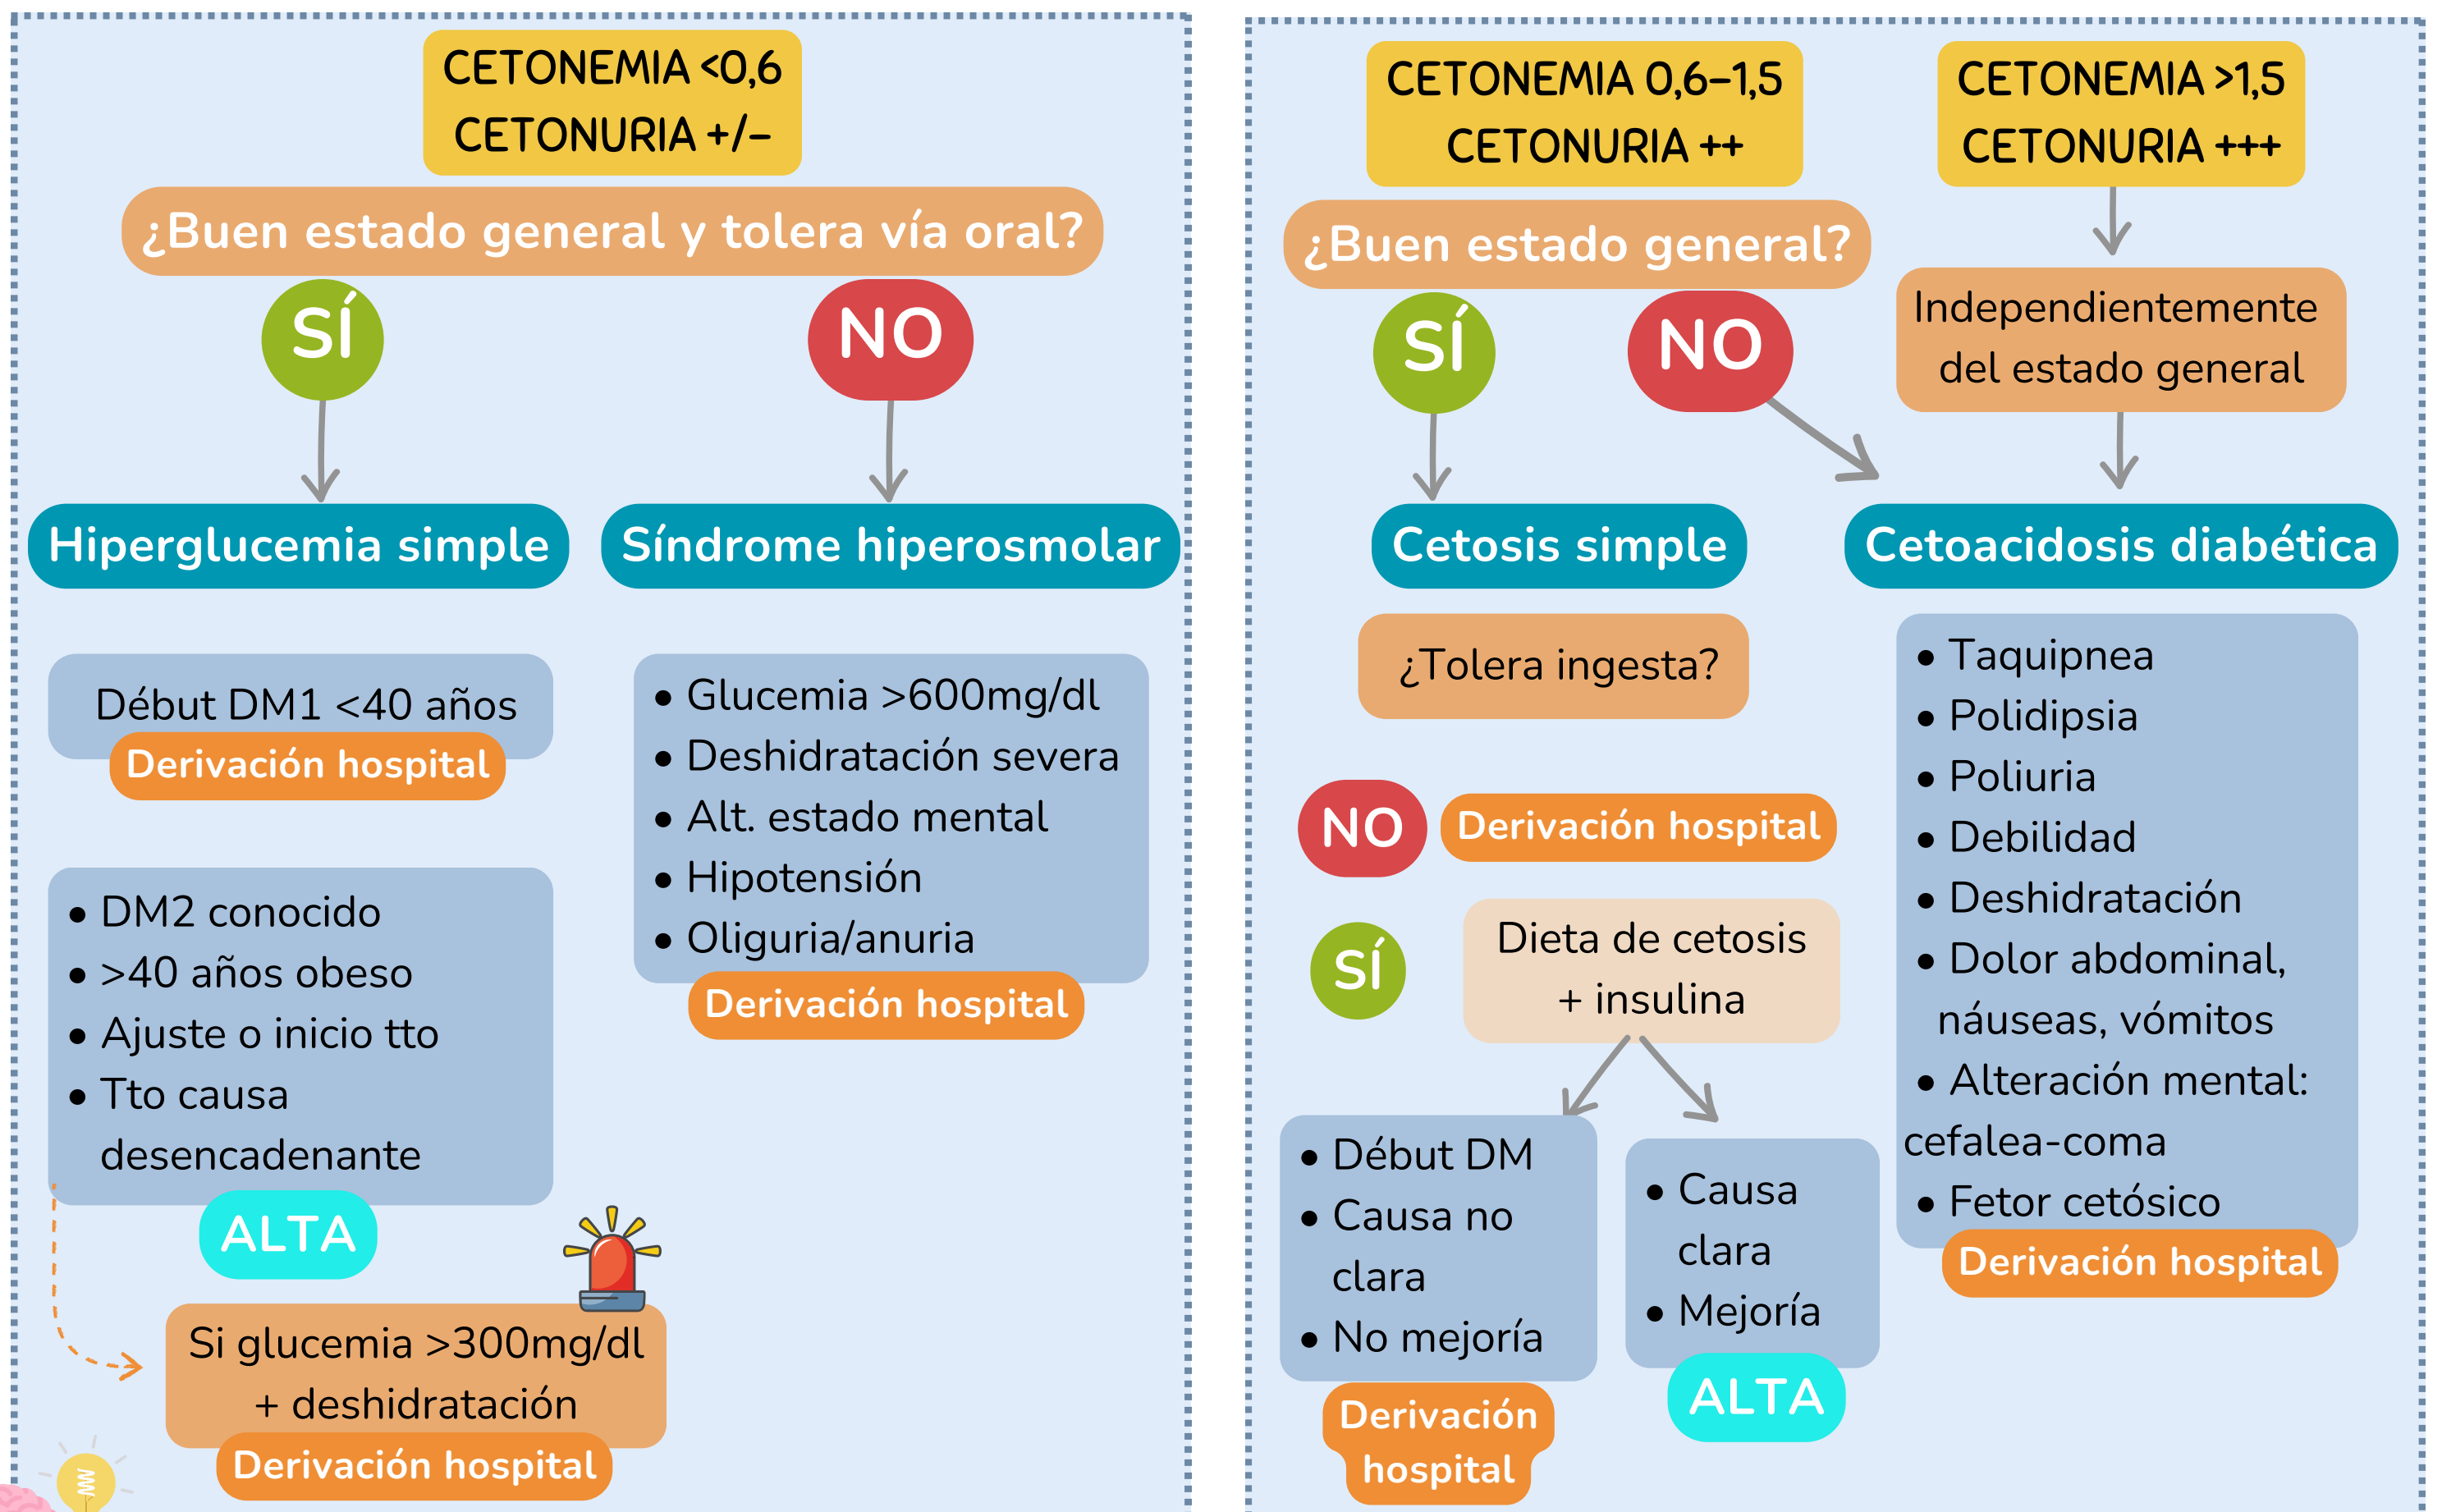 CETONEMIA <0,6
CETONURIA +/-
¿Buen estado general y tolera vía oral?
SÍ
NO
Hiperglucemia simple
Síndrome hiperosmolar
Début DM1 <40 años
Derivación hospital
• DM2 conocido
• >40 años obeso
• Ajuste o inicio tto
• Tto causa
desencadenante
ALTA
Si glucemia >300mg/dl
+ deshidratación
Derivación hospital
• Glucemia >600mg/dl
• Deshidratación severa
• Alt. estado mental
• Hipotensión
• Oliguria/anuria
Derivación hospital
CETONEMIA 0,6-1,5
CETONURIA ++
¿Buen estado general?
SÍ
NO
Cetosis simple
¿Tolera ingesta?
NO
Derivación hospital
SÍ
Dieta de cetosis
+ insulina
• Début DM
• Causa no
clara
• No mejoría
Derivación
hospital
• Causa
clara
• Mejoría
ALTA
CETONEMIA >1,5
CETONURIA +++
Independientemente
del estado general
Cetoacidosis diabética
• Taquipnea
• Polidipsia
• Poliuria
• Debilidad
• Deshidratación
• Dolor abdominal,
náuseas, vómitos
• Alteración mental:
cefalea-coma
• Fetor cetósico
Derivación hospital